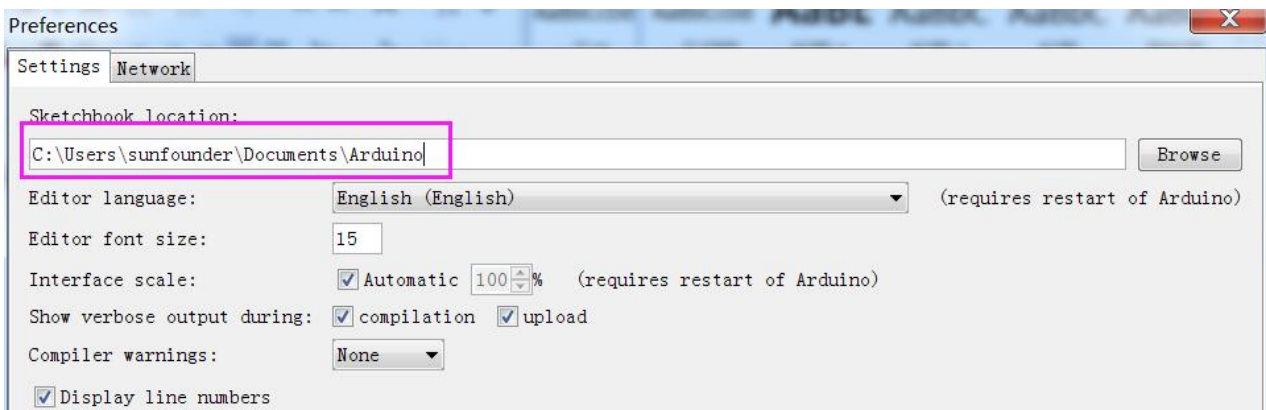 Preferences
Settings Network
Sketchbook location:
C:\Users\sunfounder\Documents\Arduino Browse
Editor language: English (English) (requires restart of Arduino)
Editor font size: 15
Interface scale: Automatic 100 % (requires restart of Arduino)
Show verbose output during: compilation upload
Compiler warnings: None
Display line numbers